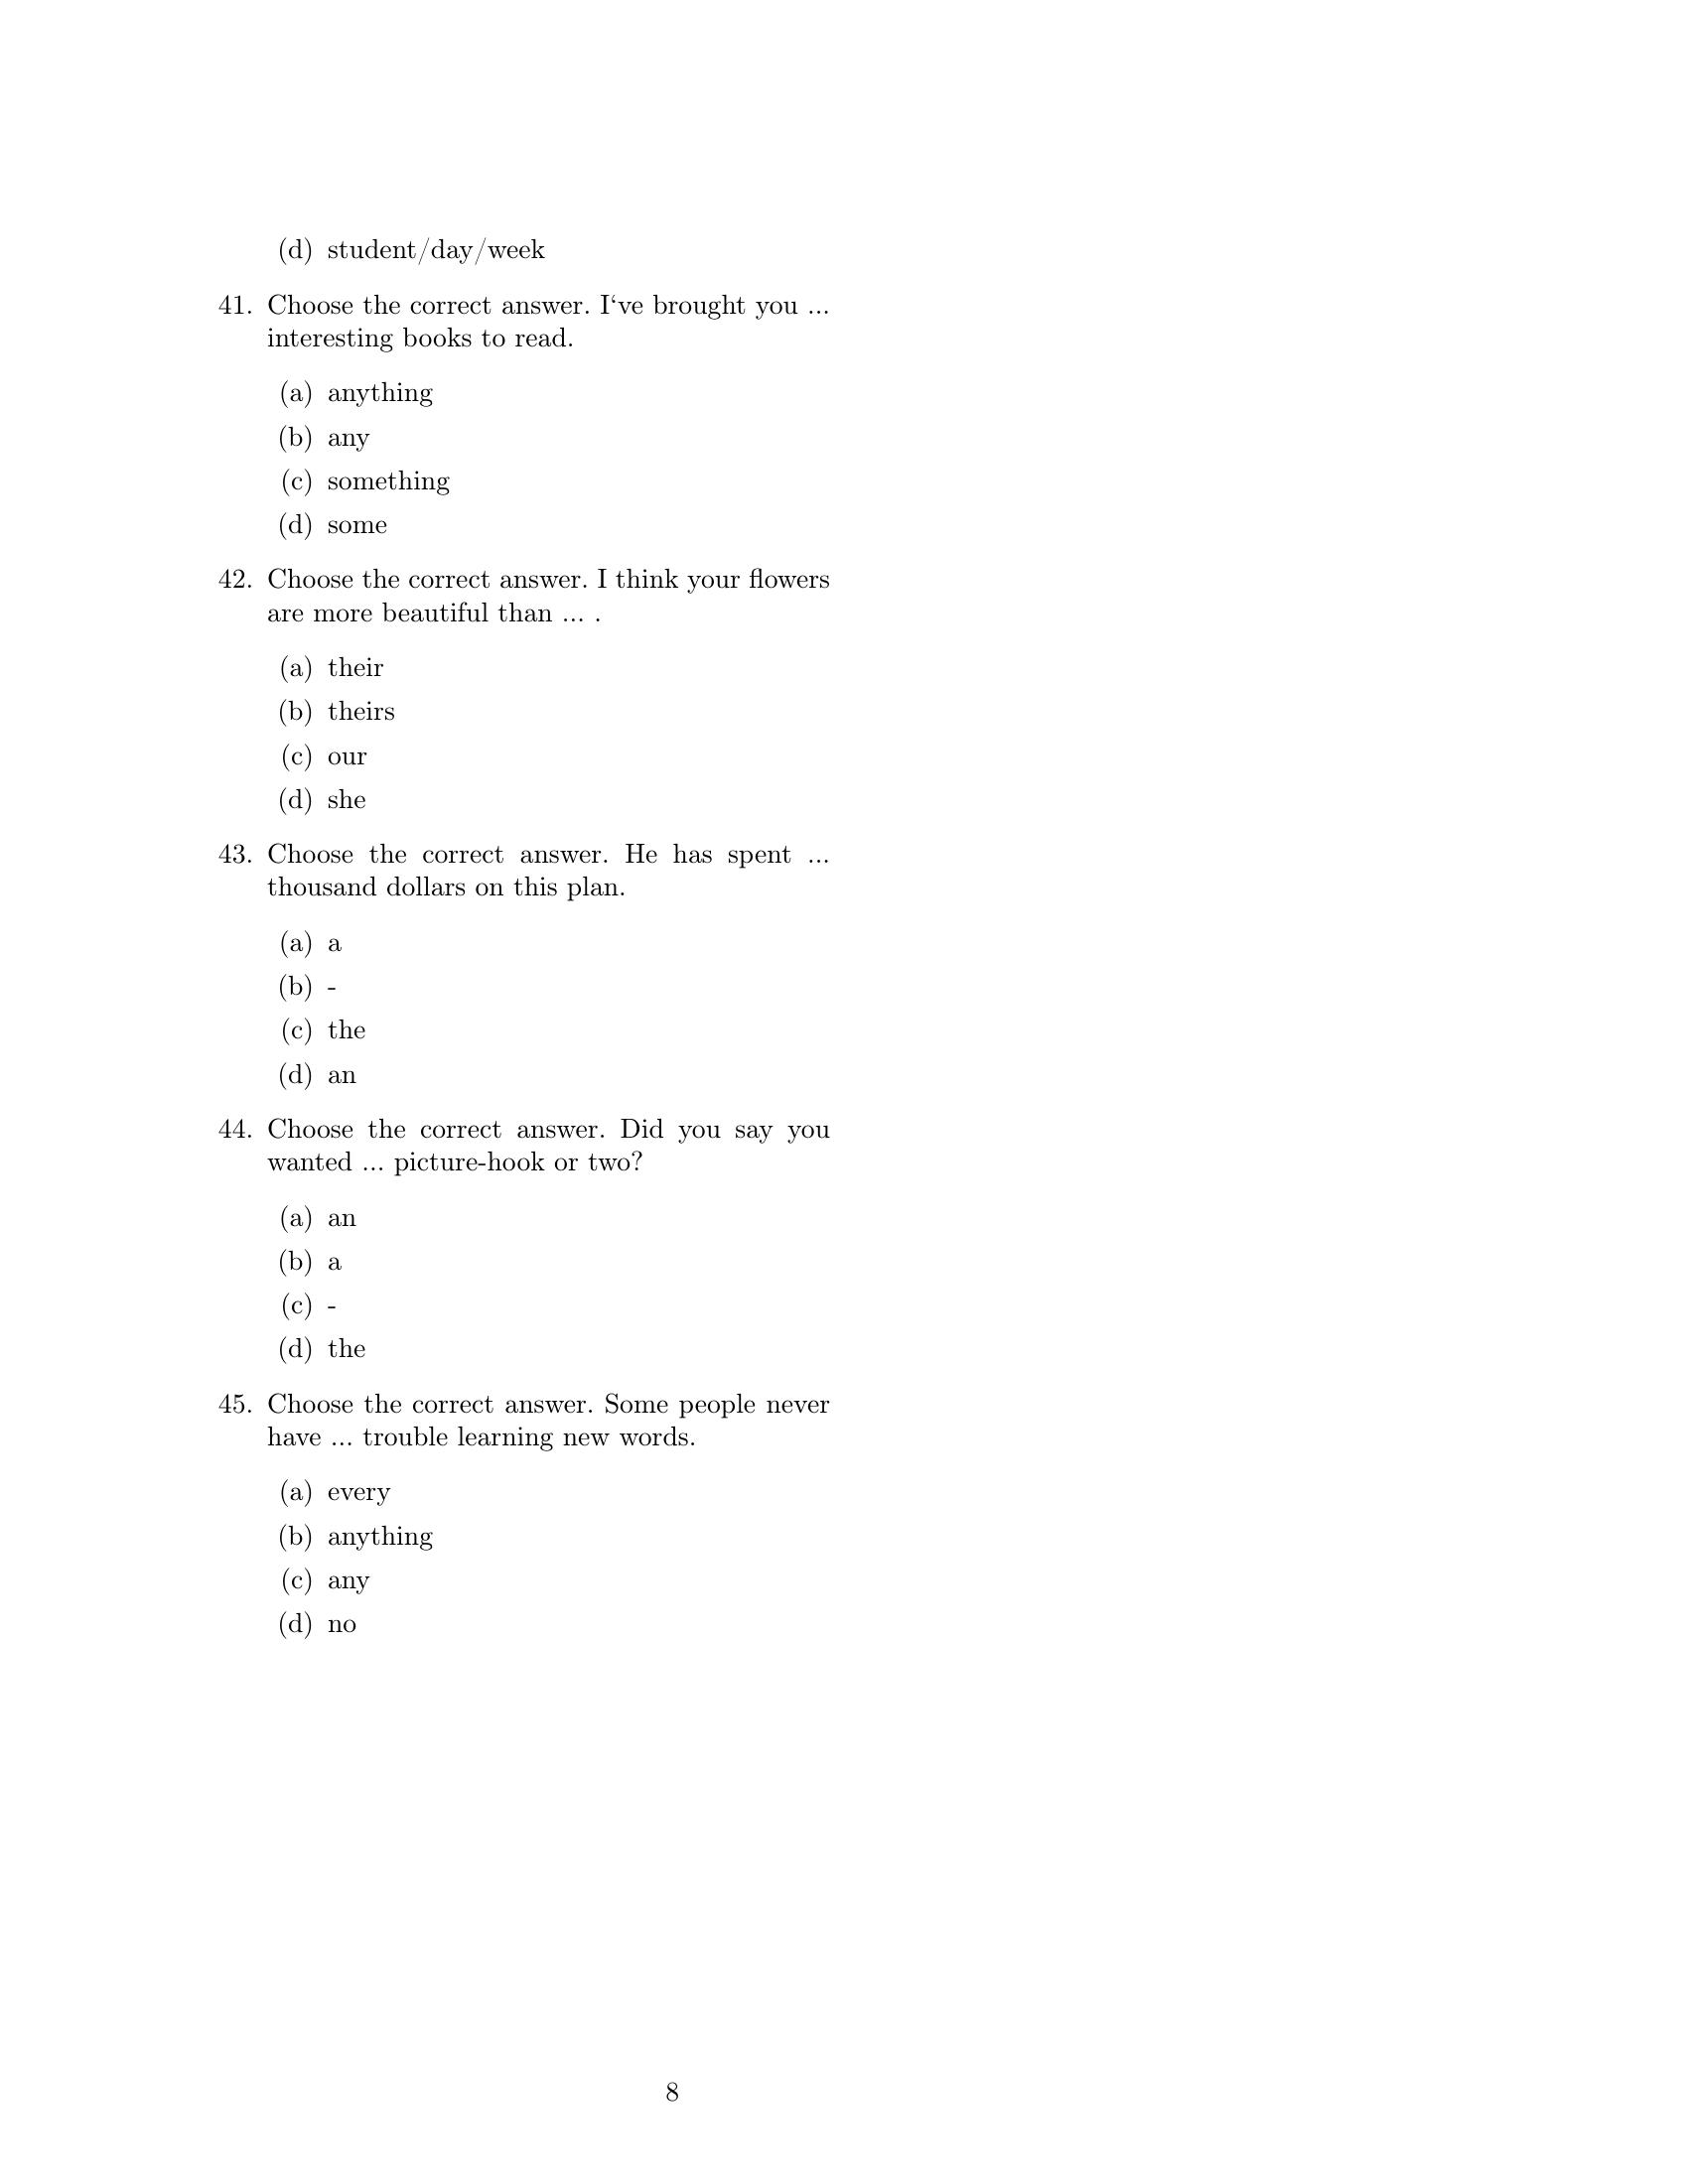 (d) student/day/week
41. Choose the correct answer. I‘ve brought you ...
interesting books to read.
(a) anything
(b) any
(c) something
(d) some
42. Choose the correct answer. I think your flowers
are more beautiful than ... .
(a) their
(b) theirs
(c) our
(d) she
43. Choose the correct answer. He has spent ...
thousand dollars on this plan.
(a) a
(b) -
(c) the
(d) an
44. Choose the correct answer. Did you say you
wanted ... picture-hook or two?
(a) an
(b) a
(c) -
(d) the
45. Choose the correct answer. Some people never
have ... trouble learning new words.
(a) every
(b) anything
(c) any
(d) no
8